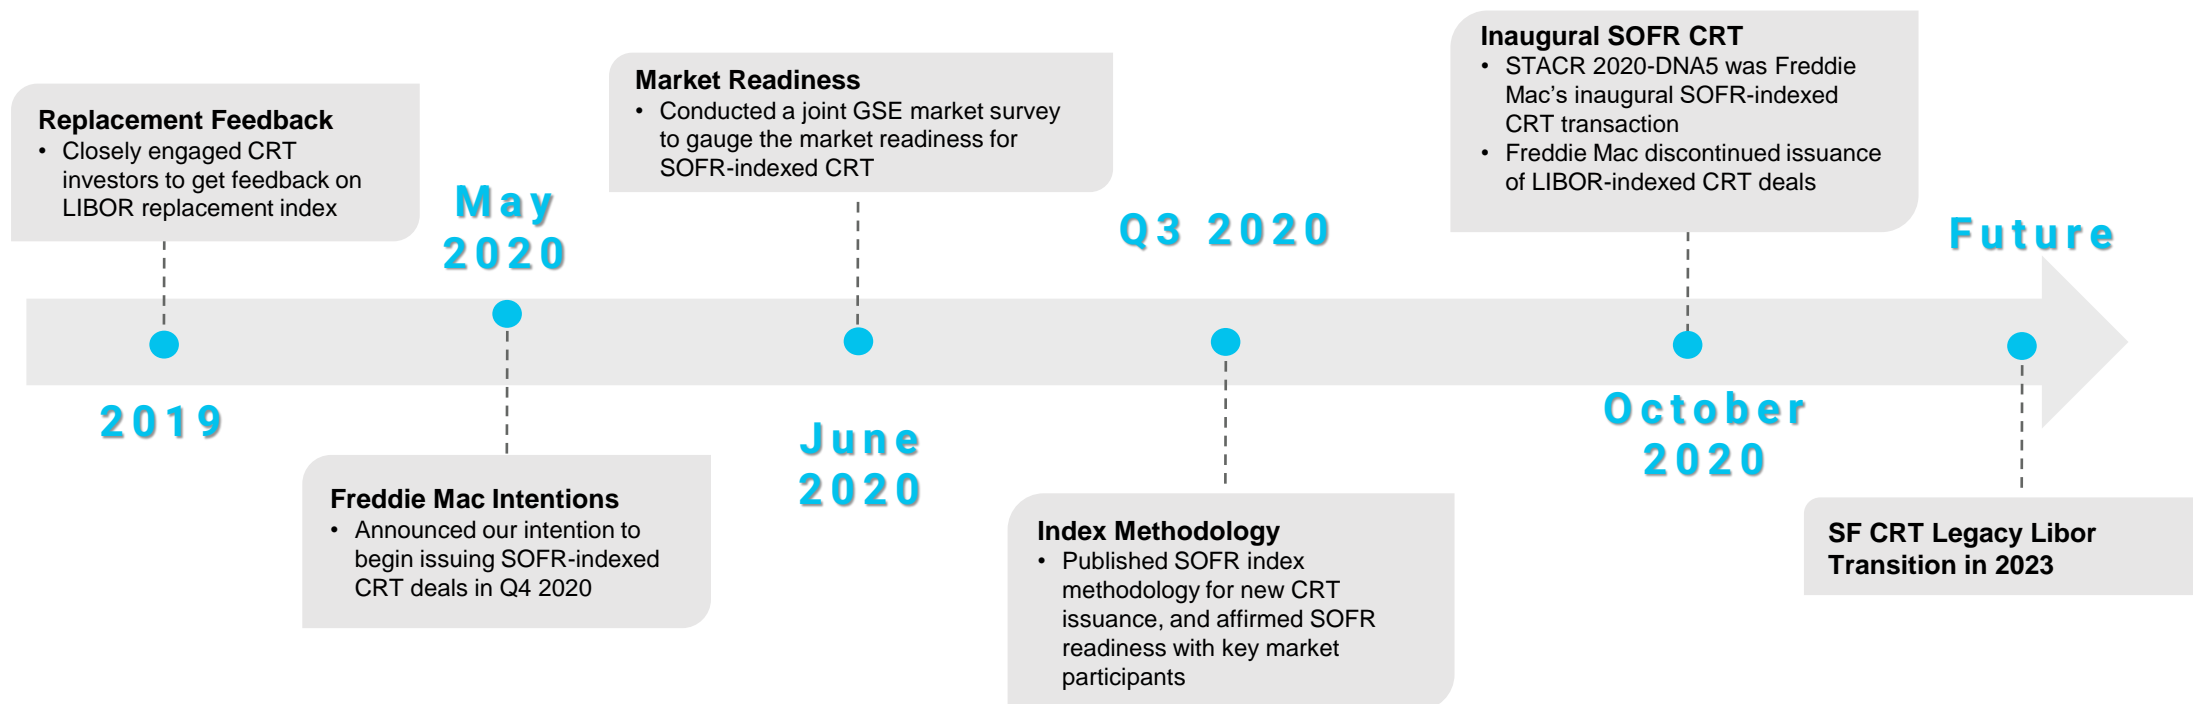 Replacement Feedback
• Closely engaged CRT
investors to get feedback on
LIBOR replacement index
2019
May
2020
Freddie Mac Intentions
• Announced our intention to
begin issuing SOFR-indexed
CRT deals in Q4 2020
Market Readiness
• Conducted a joint GSE market survey
to gauge the market readiness for
SOFR-indexed CRT
June
2020
Q3 2020
Index Methodology
• Published SOFR index
methodology for new CRT
issuance, and affirmed SOFR
readiness with key market
participants
Inaugural SOFR CRT
• STACR 2020-DNA5 was Freddie
Mac’s inaugural SOFR-indexed
CRT transaction
• Freddie Mac discontinued issuance
of LIBOR-indexed CRT deals
October
2020
Future
SF CRT Legacy Libor
Transition in 2023